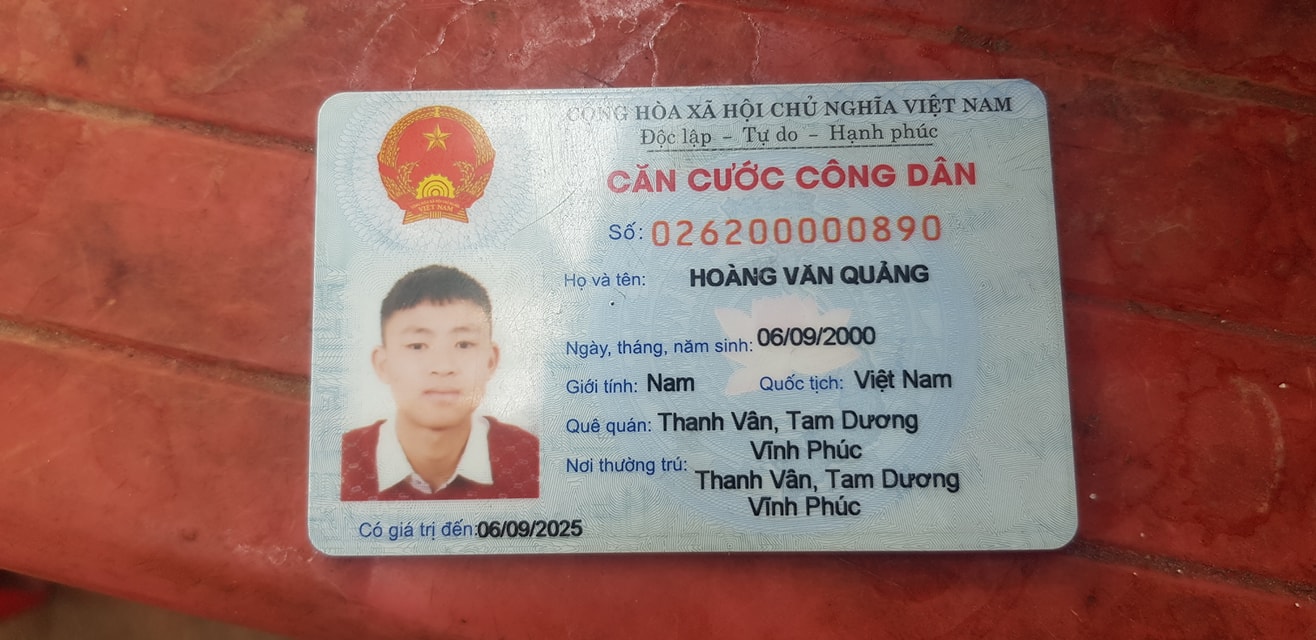 CỘNG HÒA XÃ HỘI CHỦ NGHĨA VIỆT NAM
Độc lập - Tự do - Hạnh phúc
CĂN CƯỚC CÔNG DÂN
Số: 026200000890
Họ và tên: HOÀNG VĂN QUẢNG
Ngày, tháng, năm sinh: 06/09/2000
Giới tính: Nam Quốc tịch: Việt Nam
Quê quán: Thanh Vân, Tam Dương
Vĩnh Phúc
Nơi thường trú: Thanh Vân, Tam Dương
Vĩnh Phúc
Có giá trị đến: 06/09/2025
VIỆT NAM